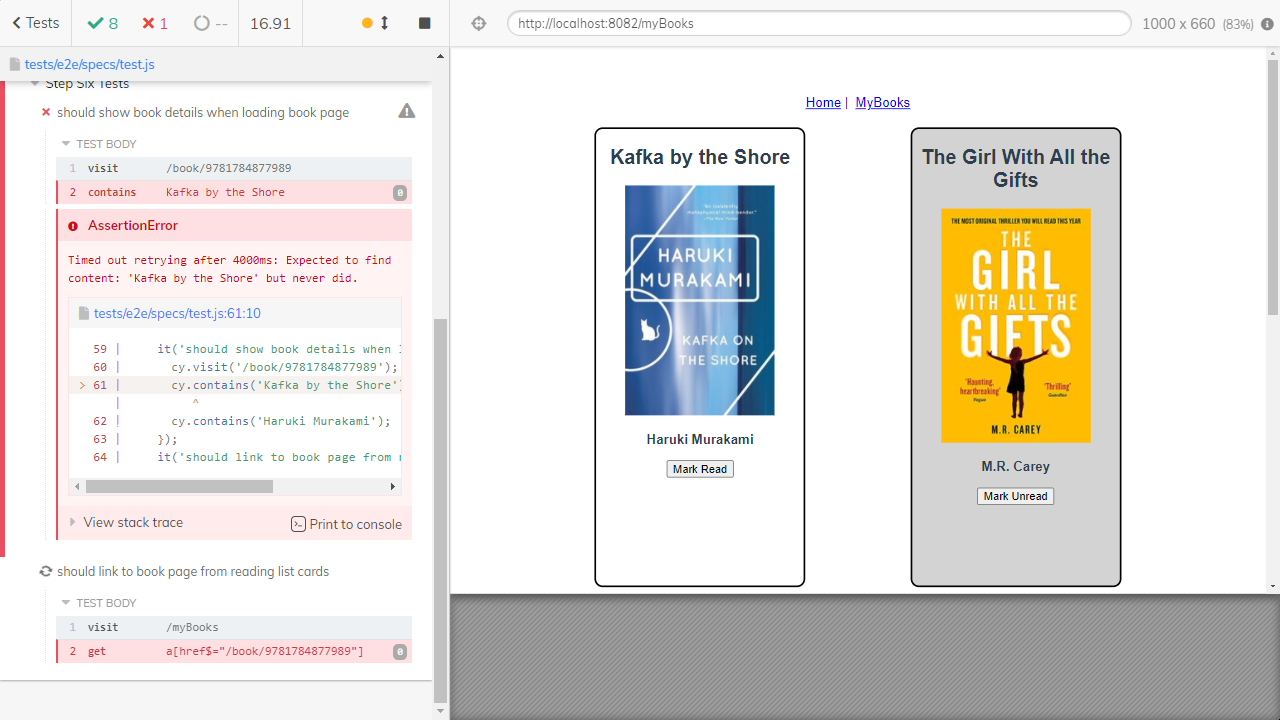 Tests
8
1
--
16.91
http://localhost:8082/myBooks
1000 x 660 (83%)
tests/e2e/specs/test.js
Step Six Tests
should show book details when loading book page
TEST BODY
1 visit /book/9781784877989
2 contains Kafka by the Shore 0
AssertionError
Timed out retrying after 4000ms: Expected to find
content: 'Kafka by the Shore' but never did.
tests/e2e/specs/test.js:61:10
59 | it('should show book details when
60 | cy.visit('/book/9781784877989');
> 61 | cy.contains('Kafka by the Shore'
| ^
62 | cy.contains('Haruki Murakami');
63 | });
64 | it('should link to book page from
View stack trace
Print to console
should link to book page from reading list cards
TEST BODY
1 visit /myBooks
2 get a[href$="/book/9781784877989"] 0
Home | MyBooks
Kafka by the Shore
HARUKI
MURAKAMI
KAFKA ON
THE SHORE
Haruki Murakami
Mark Read
The Girl With All the
Gifts
THE MOST ORIGINAL THRILLER YOU WILL READ THIS YEAR
THE
GIRL
WITH ALL THE
GIFTS
'Haunting,
heartbreaking'
Vogue
'Thrilling'
Guardian
M.R. CAREY
M.R. Carey
Mark Unread